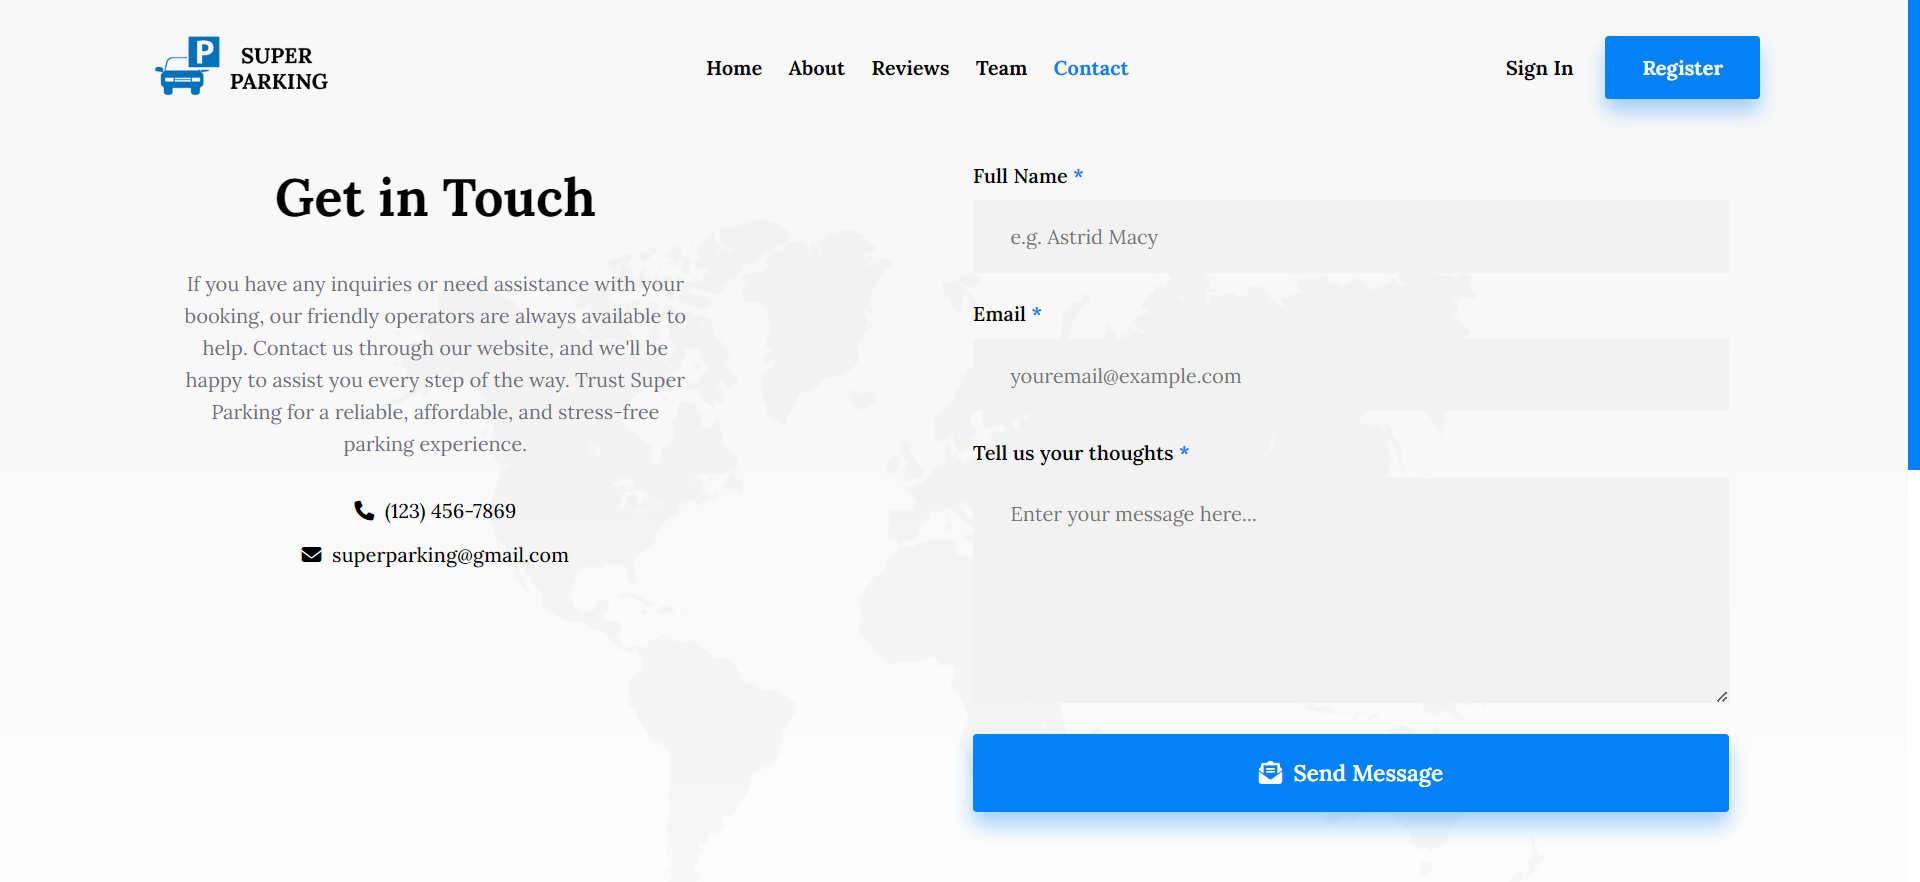 P
SUPER
PARKING
Home About Reviews Team Contact
Sign In Register
Get in Touch
If you have any inquiries or need assistance with your
booking, our friendly operators are always available to
help. Contact us through our website, and we'll be
happy to assist you every step of the way. Trust Super
Parking for a reliable, affordable, and stress-free
parking experience.
(123) 456-7869
superparking@gmail.com
Full Name *
e.g. Astrid Macy
Email *
youremail@example.com
Tell us your thoughts *
Enter your message here...
Send Message